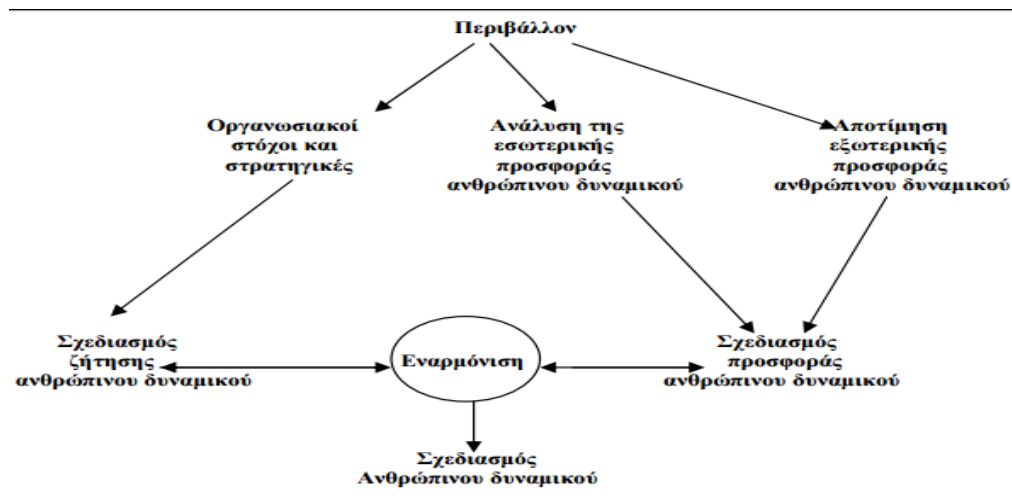 Περιβάλλον
Οργανωσιακοί
στόχοι και
στρατηγικές
Ανάλυση της
εσωτερικής
προσφοράς
ανθρώπινου δυναμικού
Αποτίμηση
εξωτερικής
προσφοράς
ανθρώπινου δυναμικού
Σχεδιασμός
ζήτησης
ανθρώπινου δυναμικού
Εναρμόνιση
Σχεδιασμός
προσφοράς
ανθρώπινου δυναμικού
Σχεδιασμός
Ανθρώπινου δυναμικού